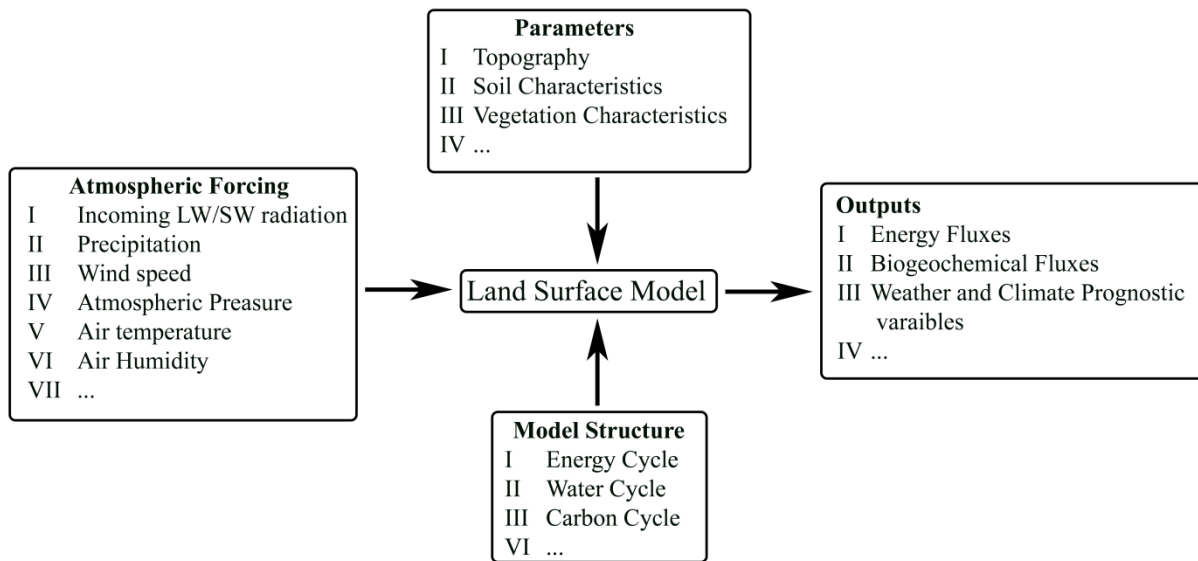 Parameters
I Topography
II Soil Characteristics
III Vegetation Characteristics
IV ...
Atmospheric Forcing
I Incoming LW/SW radiation
II Precipitation
III Wind speed
IV Atmospheric Preasure
V Air temperature
VI Air Humidity
VII ...
Land Surface Model
Outputs
I Energy Fluxes
II Biogeochemical Fluxes
III Weather and Climate Prognostic
varaibles
IV ...
Model Structure
I Energy Cycle
II Water Cycle
III Carbon Cycle
VI ...